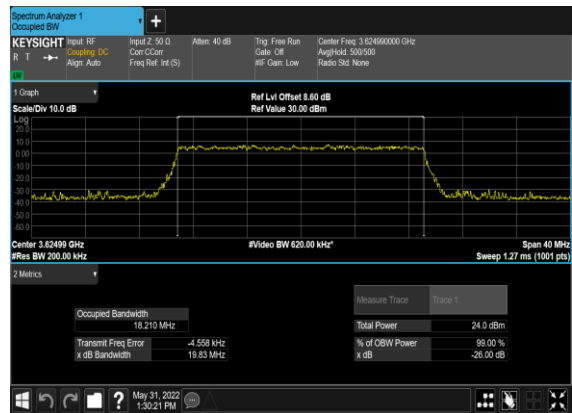 Spectrum Analyzer 1
Occupied BW
+
KEYSIGHT Input: RF Input Z: 50 Ω Atten: 40 dB Trig: Free Run Center Freq: 3.624990000 GHz
R T Coupling: DC Corr CCorr Gate: Off Avg|Hold: 500/500
Align: Auto Freq Ref: Int (S) #IF Gain: Low Radio Std: None
1 Graph
Ref Lvl Offset 8.60 dB
Scale/Div 10.0 dB Ref Value 30.00 dBm
Log
20.0
10.0
0.00
-10.0
-20.0
-30.0
-40.0
-50.0
-60.0
Center 3.62499 GHz #Video BW 620.00 kHz* Span 40 MHz
#Res BW 200.00 kHz Sweep 1.27 ms (1001 pts)
2 Metrics
Measure Trace Trace 1
Occupied Bandwidth
18.210 MHz Total Power 24.0 dBm
Transmit Freq Error -4.558 kHz % of OBW Power 99.00 %
x dB Bandwidth 19.83 MHz x dB -26.00 dB
? May 31, 2022
1:30:21 PM